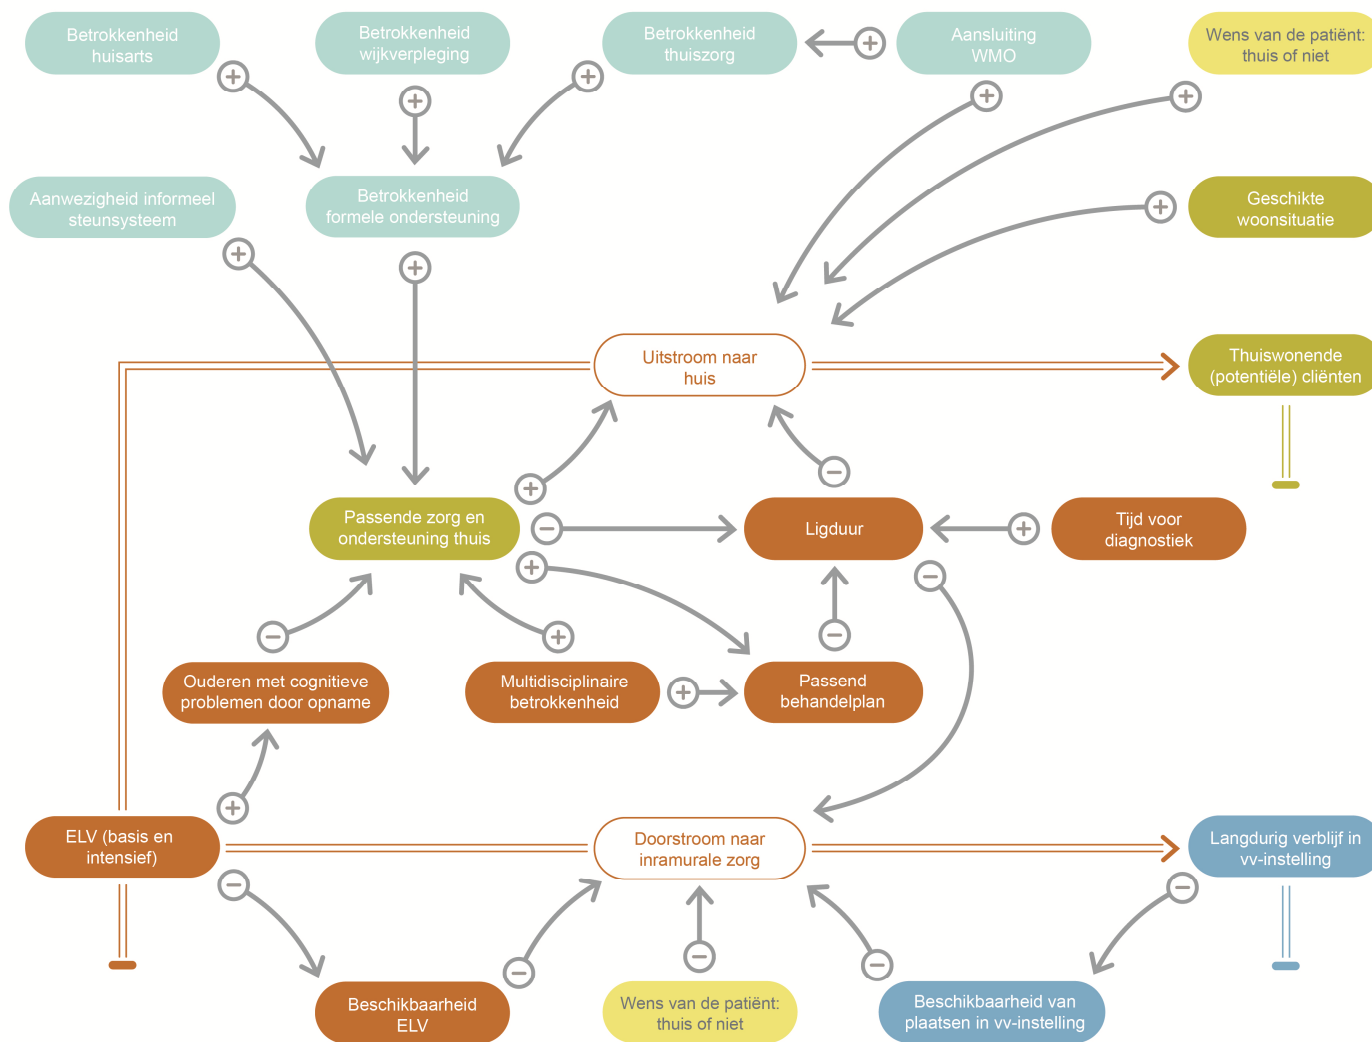 Betrokkenheid
huisarts
Betrokkenheid
wijkverpleging
Betrokkenheid
thuiszorg
Aansluiting
WMO
Wens van de patiënt:
thuis of niet
Aanwezigheid informeel
steunsysteem
Betrokkenheid
formele ondersteuning
Geschikte
woonsituatie
Uitstroom naar
huis
Thuiswonende
(potentiële) cliënten
Passende zorg en
ondersteuning thuis
Ligduur
Tijd voor
diagnostiek
Ouderen met cognitieve
problemen door opname
Multidisciplinaire
betrokkenheid
Passend
behandelplan
ELV (basis en
intensief)
Doorstroom naar
inramurale zorg
Langdurig verblijf in
vv-instelling
Beschikbaarheid
ELV
Wens van de patiënt:
thuis of niet
Beschikbaarheid van
plaatsen in vv-instelling